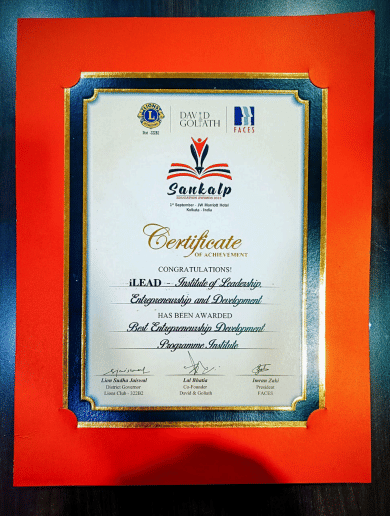 LIONS
L
Dist - 322B2
DAVID
GOLIATH
FACES
Sankalp
EDUCATION AWARDS
1st September - JW Marriott Hotel
Kolkata - India
Certificate
OF ACHIEVEMENT
CONGRATULATIONS!
iLEAD - Institute of Leadership,
Entrepreneurship and Development
HAS BEEN AWARDED
Best Entrepreneurship Development
Programme Institute
Lion Sudha Jaiswal
District Governor
Lions Club - 322B2
Lal Bhatia
Co-Founder
David & Goliath
Imran Zaki
President
FACES